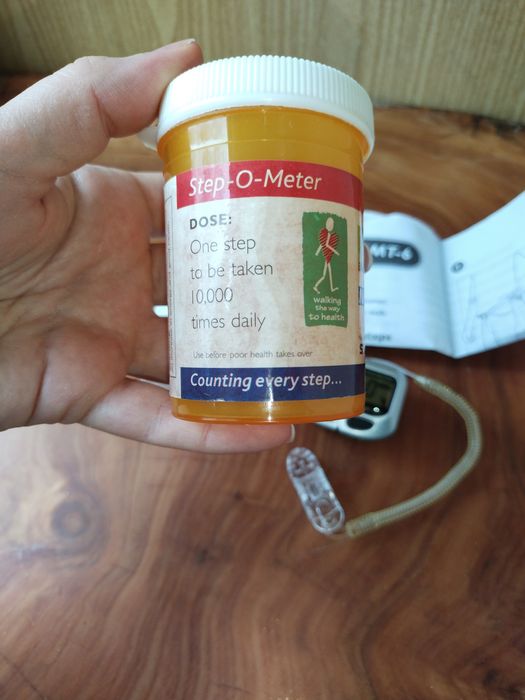 Step-O-Meter
DOSE:
One step
to be taken
10,000
times daily
walking
the way
to health
Use before poor health takes over
Counting every step...
MT-6